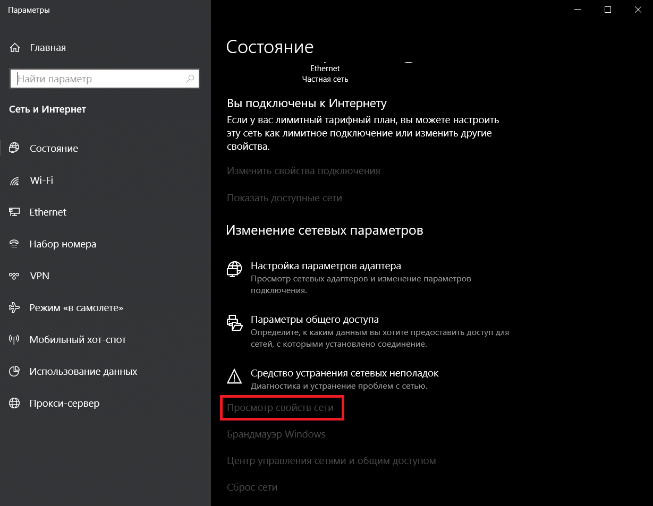 Параметры
Главная
Найти параметр
Сеть и Интернет
Состояние
Wi-Fi
Ethernet
Набор номера
VPN
Режим «в самолете»
Мобильный хот-спот
Использование данных
Прокси-сервер
Состояние
Ethernet
Частная сеть
Вы подключены к Интернету
Если у вас лимитный тарифный план, вы можете настроить
эту сеть как лимитное подключение или изменить другие
свойства.
Изменить свойства подключения
Показать доступные сети
Изменение сетевых параметров
Настройка параметров адаптера
Просмотр сетевых адаптеров и изменение параметров
подключения.
Параметры общего доступа
Определите, к каким данным вы хотите предоставить доступ для
сетей, с которыми установлено соединение.
Средство устранения сетевых неполадок
Диагностика и устранение проблем с сетью.
Просмотр свойств сети
Брандмауэр Windows
Центр управления сетями и общим доступом
Сброс сети